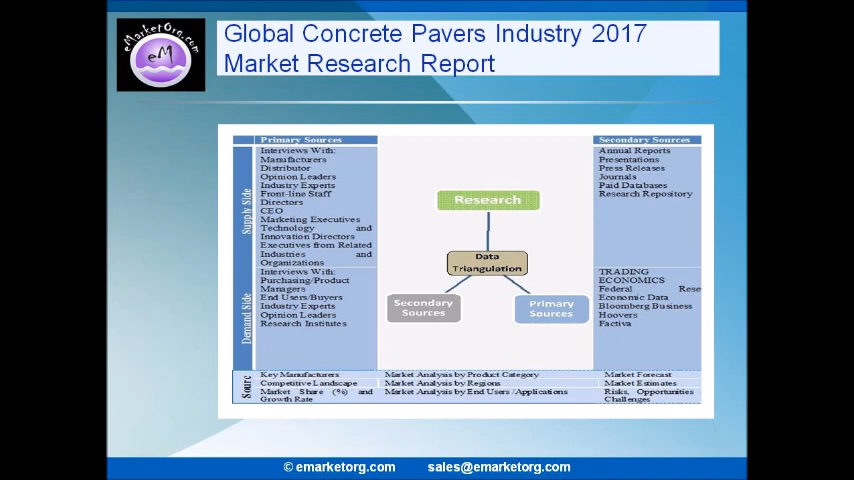 eMarketOrg.com
eM
Global Concrete Pavers Industry 2017
Market Research Report
Primary Sources
Secondary Sources
Supply Side
Interviews With:
Manufacturers
Distributor
Opinion Leaders
Industry Experts
Front-line Staff
Directors
CEO
Marketing Executives
Technology and
Innovation Directors
Executives from Related
Industries and
Organizations
Annual Reports
Presentations
Press Releases
Journals
Paid Databases
Research Repository
Research
Data
Triangulation
Secondary
Sources
Primary
Sources
Demand Side
Interviews With:
Purchasing/Product
Managers
End Users/Buyers
Industry Experts
Opinion Leaders
Research Institutes
TRADING
ECONOMICS
Federal Rese
Economic Data
Bloomberg Business
Hoovers
Factiva
Sourc
Key Manufacturers
Competitive Landscape
Market Share (%) and
Growth Rate
Market Analysis by Product Category
Market Analysis by Regions
Market Analysis by End Users /Applications
Market Forecast
Market Estimates
Risks, Opportunities
Challenges
© emarketorg.com sales@emarketorg.com